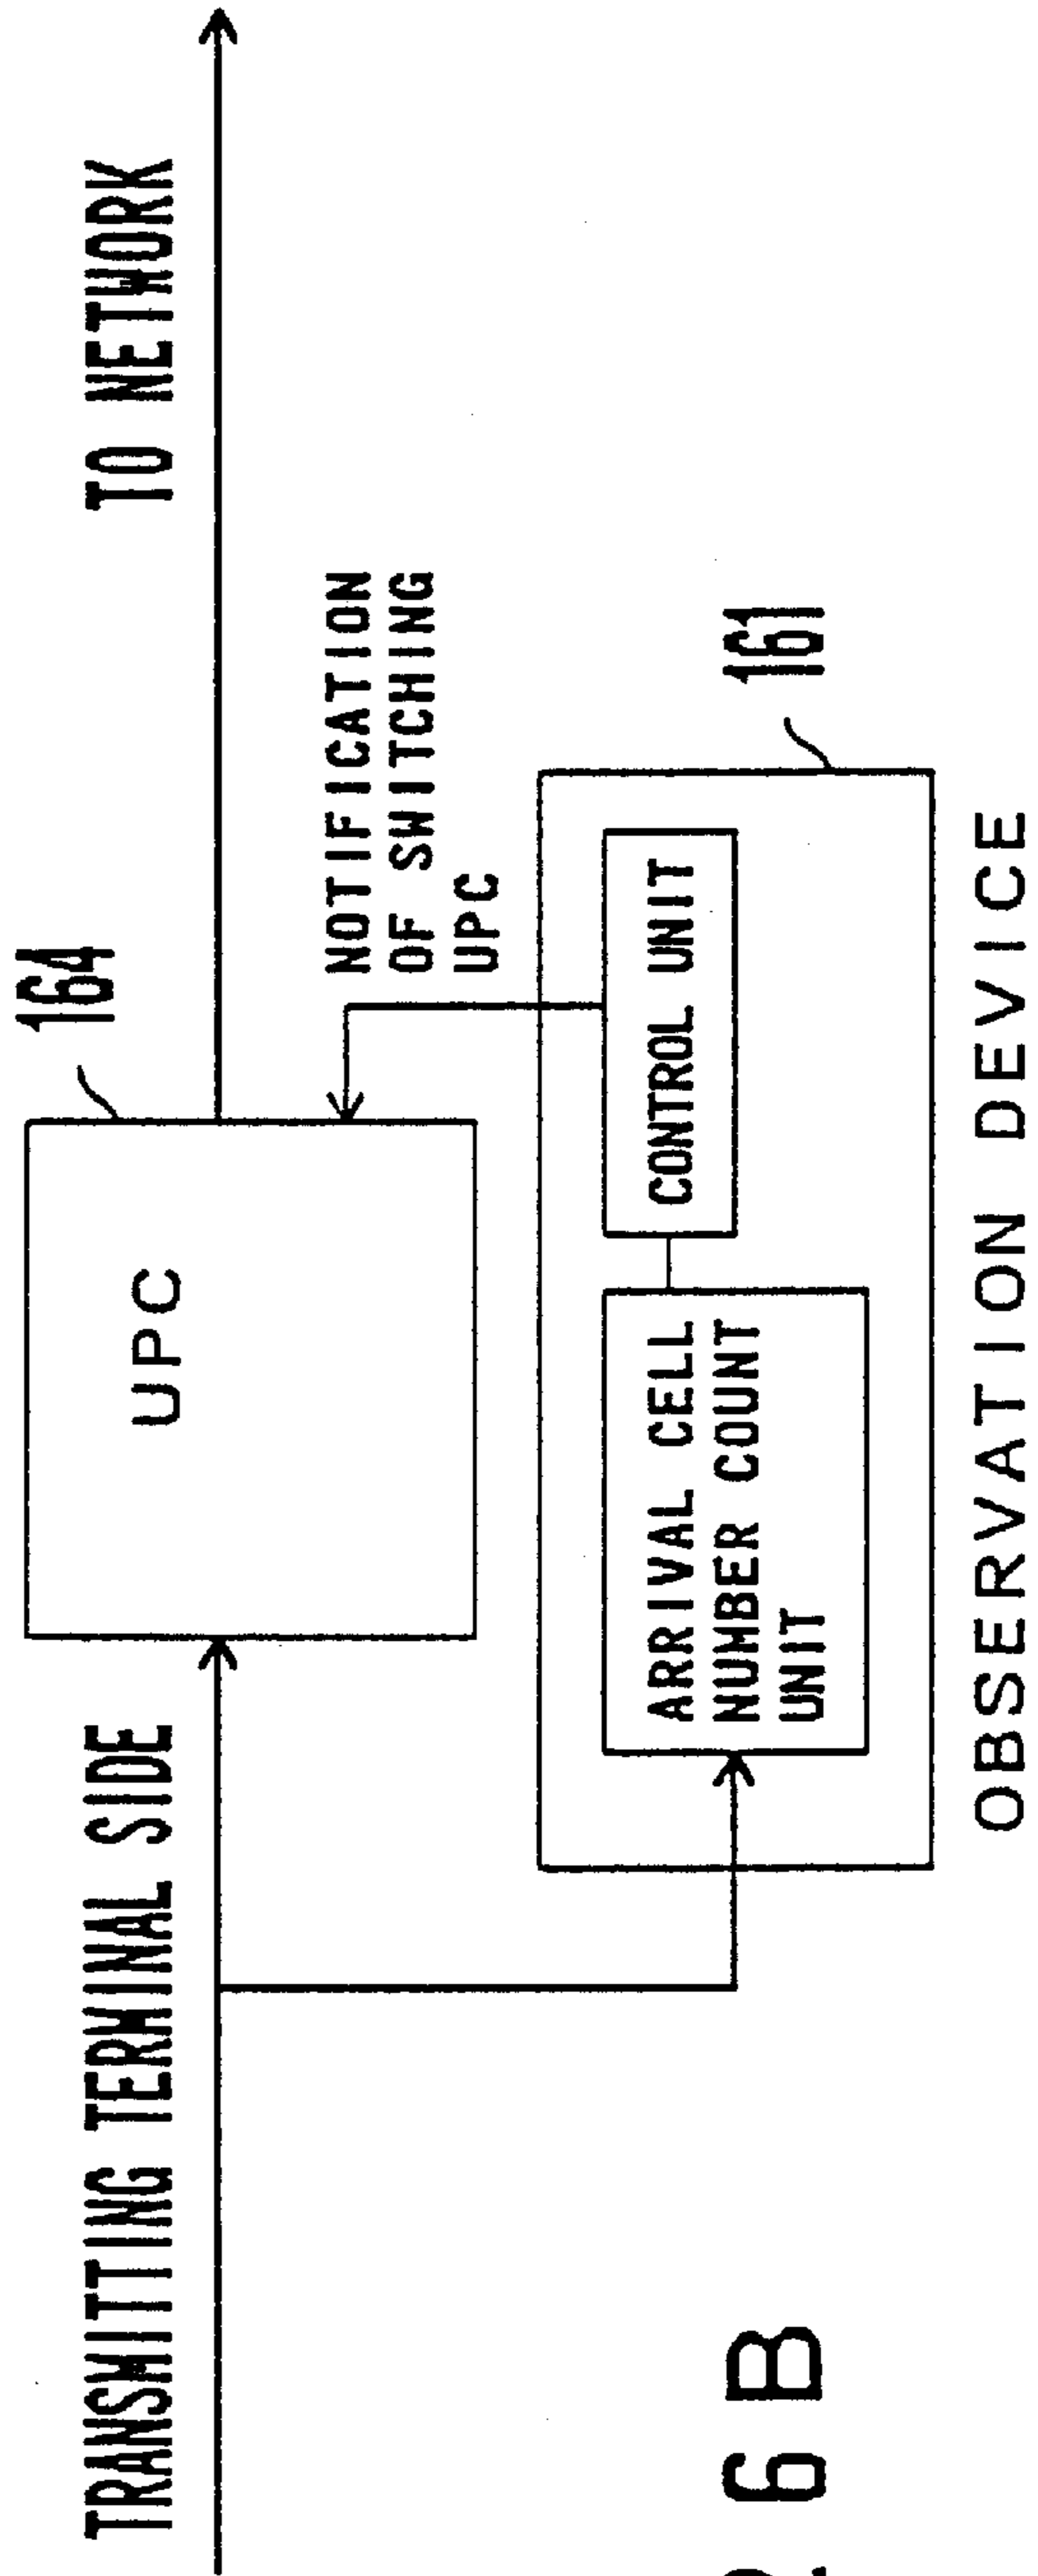 TRANSMITTING TERMINAL SIDE
TO NETWORK
164
UPC
NOTIFICATION
OF SWITCHING
UPC
161
ARRIVAL CELL
NUMBER COUNT
UNIT
CONTROL UNIT
OBSERVATION DEVICE
6B